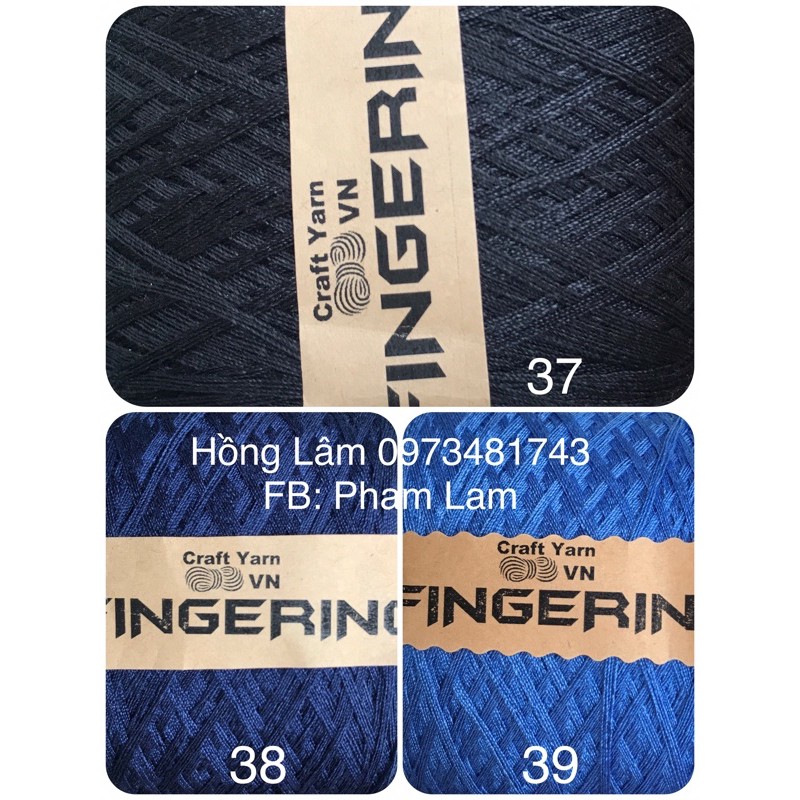 Craft Yarn
VN
FINGERIN
37
Hồng Lâm 0973481743
FB: Pham Lam
Craft Yarn
VN
FINGERING
38
Craft Yarn
VN
FINGERIN
39